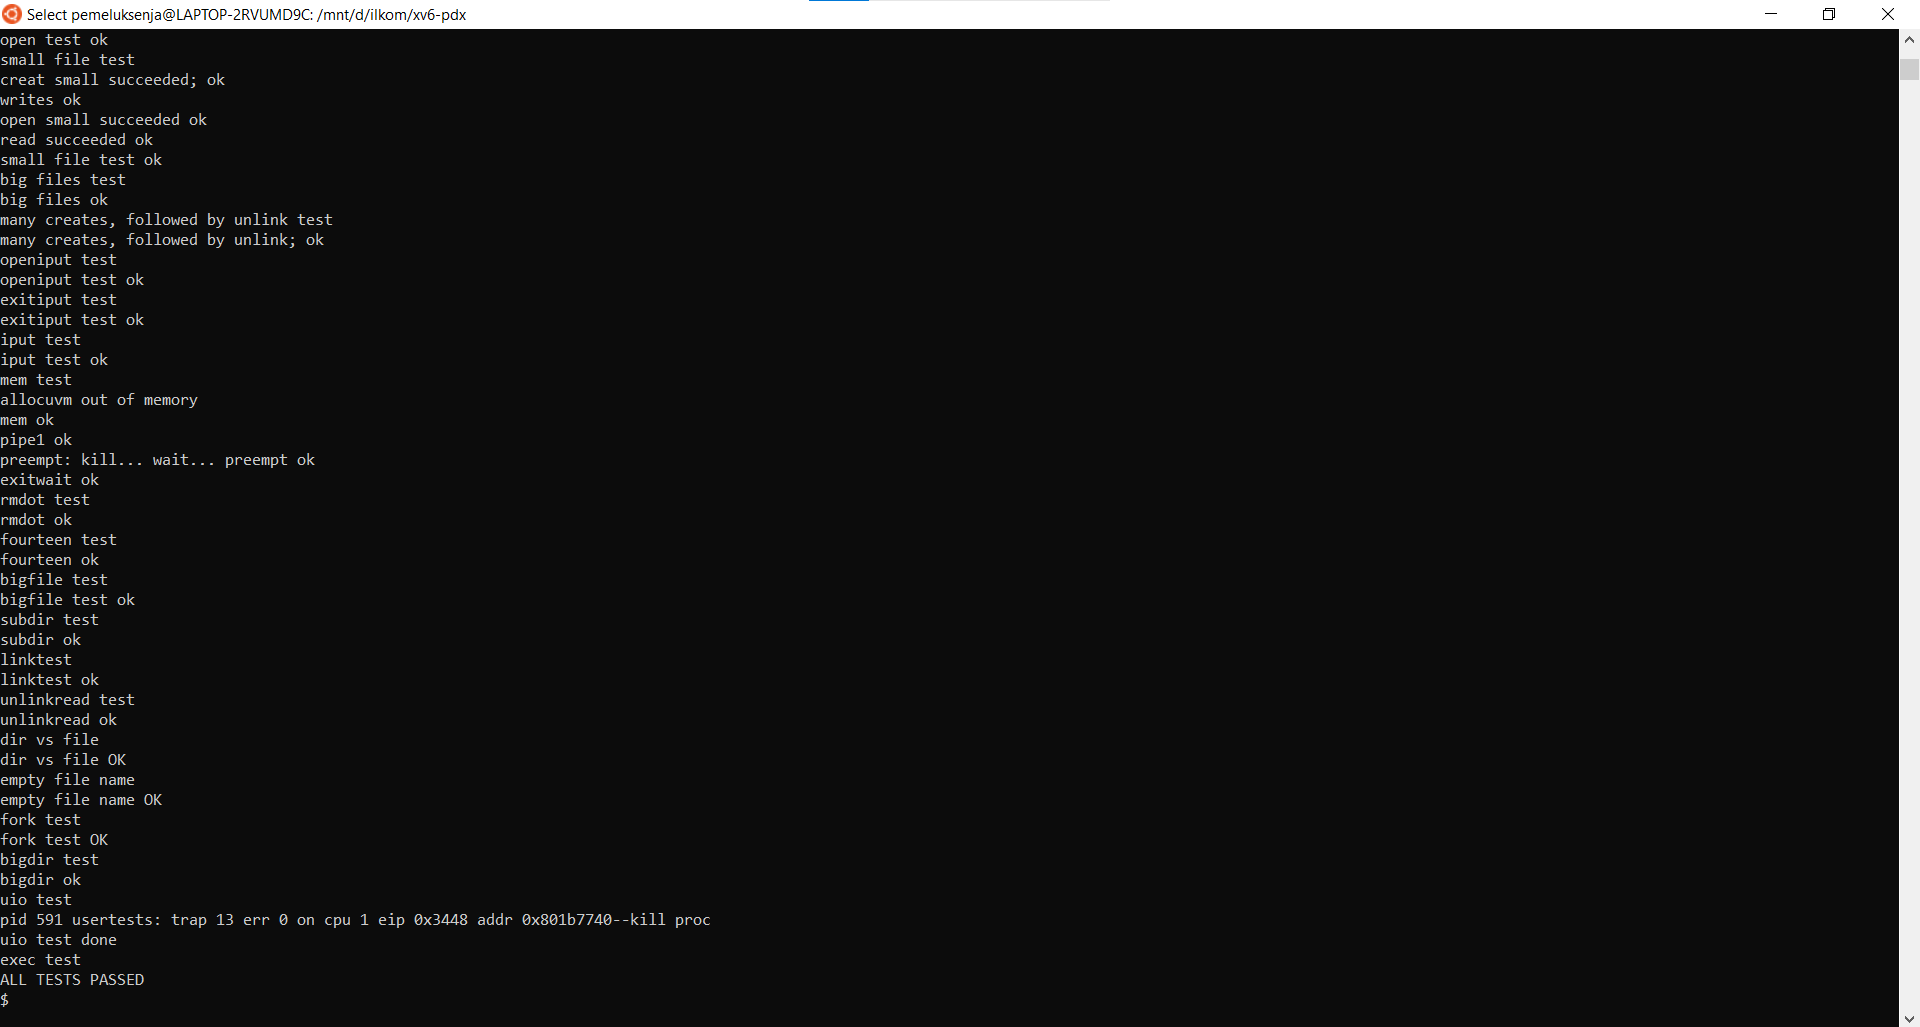 Select pemeluksenja@LAPTOP-2RVUMD9C: /mnt/d/ilkom/xv6-pdx
open test ok
small file test
creat small succeeded; ok
writes ok
open small succeeded ok
read succeeded ok
small file test ok
big files test
big files ok
many creates, followed by unlink test
many creates, followed by unlink; ok
openiput test
openiput test ok
exitiput test
exitiput test ok
iput test
iput test ok
mem test
allocuvm out of memory
mem ok
pipe1 ok
preempt: kill... wait... preempt ok
exitwait ok
rmdot test
rmdot ok
fourteen test
fourteen ok
bigfile test
bigfile test ok
subdir test
subdir ok
linktest
linktest ok
unlinkread test
unlinkread ok
dir vs file
dir vs file OK
empty file name
empty file name OK
fork test
fork test OK
bigdir test
bigdir ok
uio test
pid 591 usertests: trap 13 err 0 on cpu 1 eip 0x3448 addr 0x801b7740--kill proc
uio test done
exec test
ALL TESTS PASSED
$